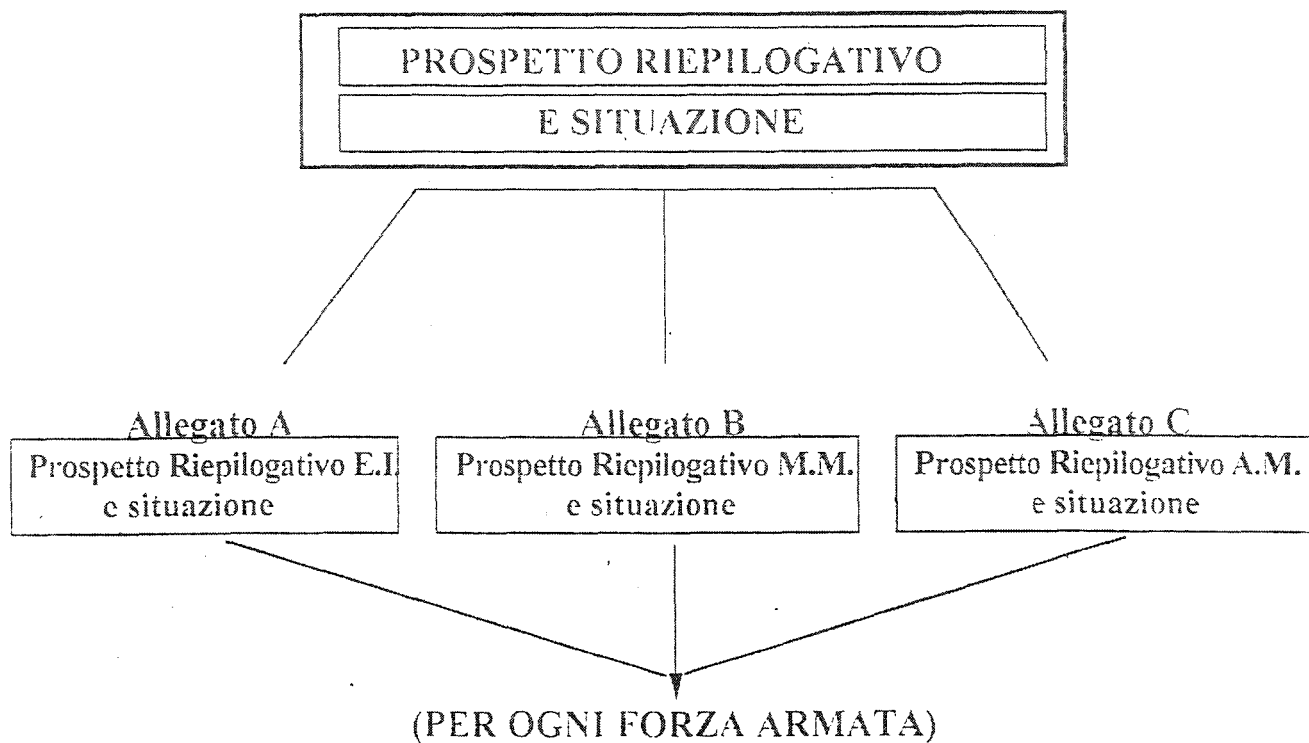 PROSPETTO RIEPILOGATIVO
E SITUAZIONE
Allegato A
Prospetto Riepilogativo E.I.
e situazione
Allegato B
Prospetto Riepilogativo M.M.
e situazione
Allegato C
Prospetto Riepilogativo A.M.
e situazione
(PER OGNI FORZA ARMATA)